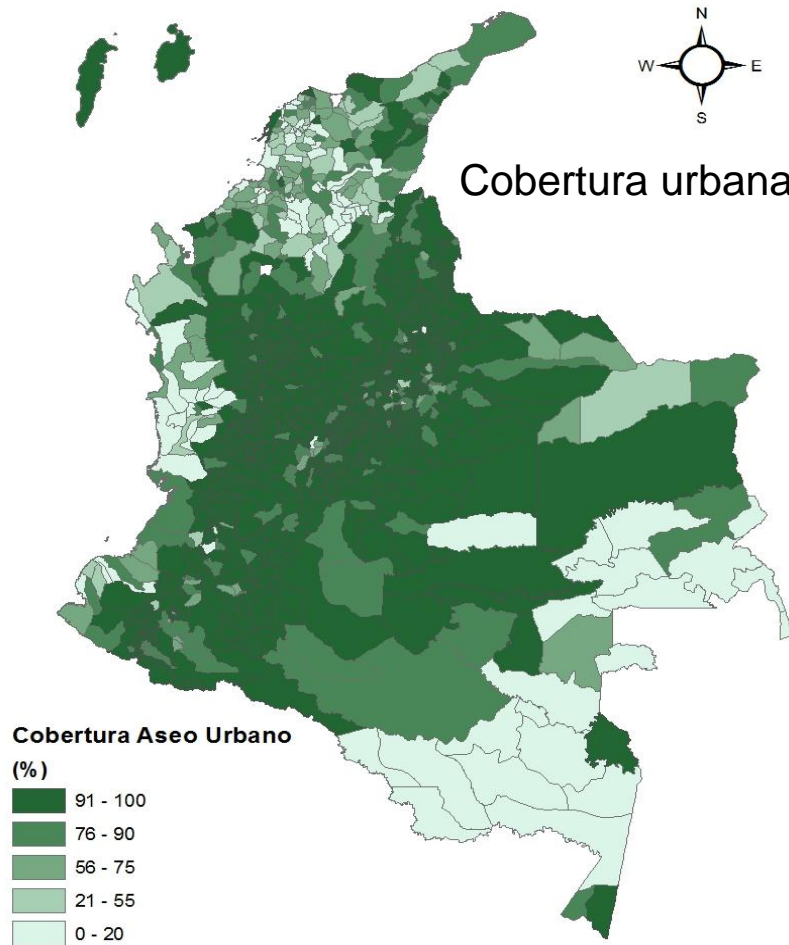 N
W E
S
Cobertura urbana
Cobertura Aseo Urbano
(%)
91 - 100
76 - 90
56 - 75
21 - 55
0 - 20